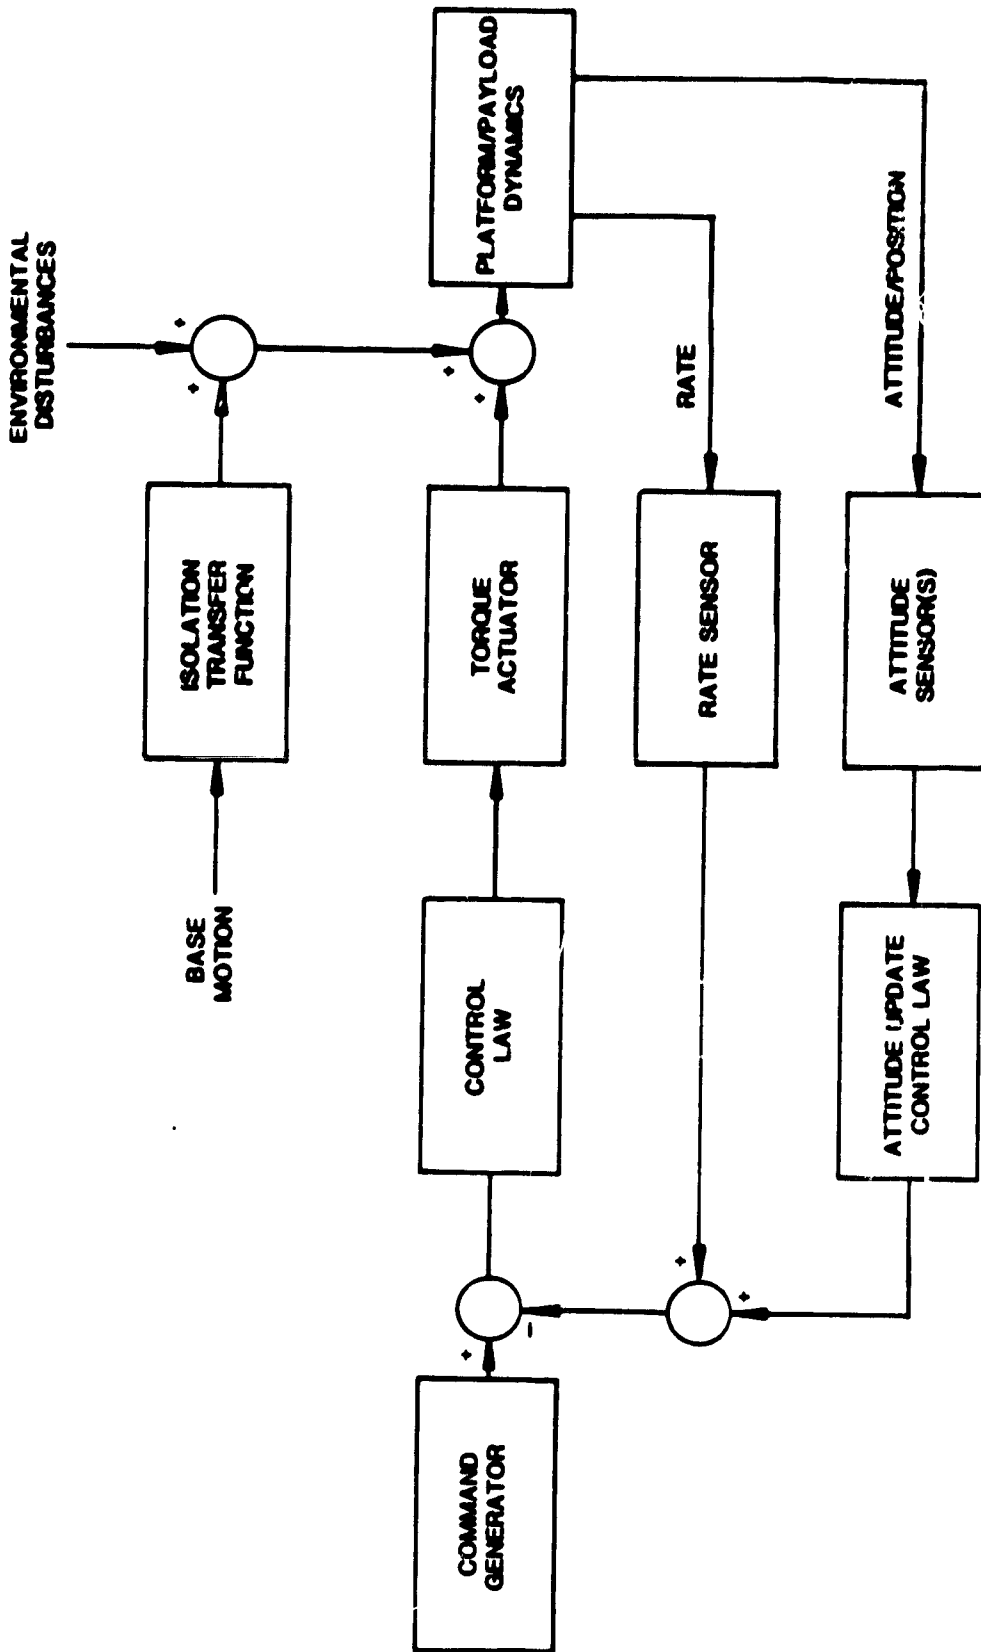 ENVIRONMENTAL
DISTURBANCES
+
+
BASE
MOTION
ISOLATION
TRANSFER
FUNCTION
COMMAND
GENERATOR
+
−
CONTROL
LAW
TORQUE
ACTUATOR
+
+
PLATFORM/PAYLOAD
DYNAMICS
+
+
RATE SENSOR
RATE
ATTITUDE UPDATE
CONTROL LAW
ATTITUDE
SENSOR(S)
ATTITUDE/POSITION